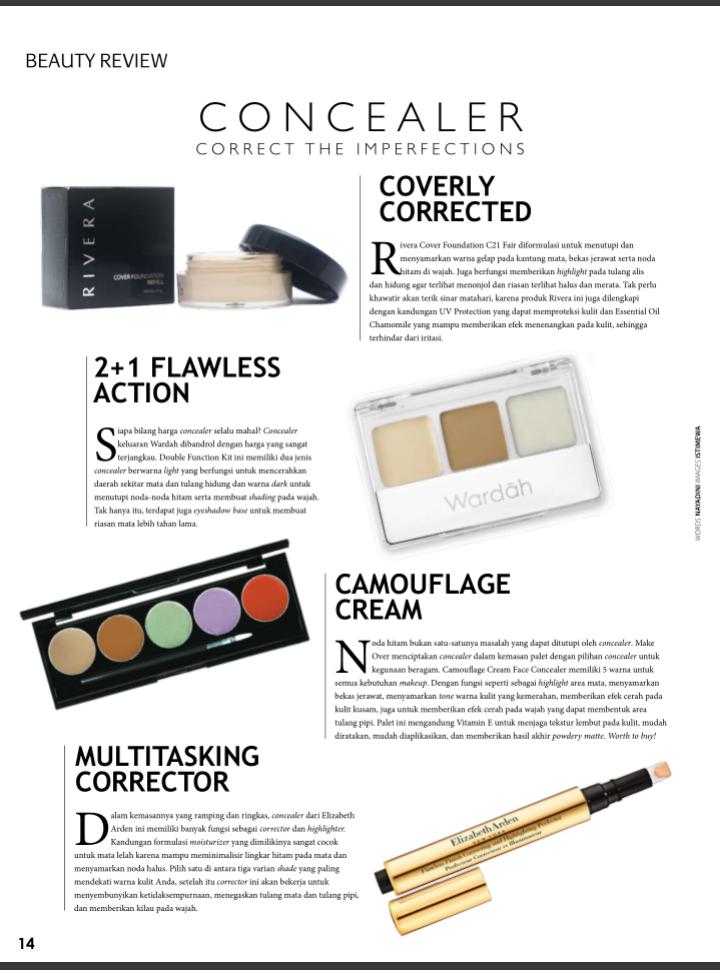 BEAUTY REVIEW
CONCEALER
CORRECT THE IMPERFECTIONS
RIVERA
COVER FOUNDATION
REFILL
COVERLY
CORRECTED
Rivera Cover Foundation C21 Fair diformulasi untuk menutupi dan
menyamarkan warna gelap pada kantung mata, bekas jerawat serta noda
hitam di wajah. Juga berfungsi memberikan highlight pada tulang alis
dan hidung agar terlihat menonjol dan riasan terlihat halus dan merata. Tak perlu
khawatir akan terik sinar matahari, karena produk Rivera ini juga dilengkapi
dengan kandungan UV Protection yang dapat memproteksi kulit dan Essential Oil
Chamomile yang mampu memberikan efek menenangkan pada kulit, sehingga
terhindar dari iritasi.
2+1 FLAWLESS
ACTION
Siapa bilang harga concealer selalu mahal? Concealer
keluaran Wardah dibandrol dengan harga yang sangat
terjangkau. Double Function Kit ini memiliki dua jenis
concealer berwarna light yang berfungsi untuk mencerahkan
daerah sekitar mata dan tulang hidung dan warna dark untuk
menutupi noda-noda hitam serta membuat shading pada wajah.
Tak hanya itu, terdapat juga eyeshadow base untuk membuat
riasan mata lebih tahan lama.
Wardah
WORDS NAYADINI IMAGES ISTIMEWA
CAMOUFLAGE
CREAM
Noda hitam bukan satu-satunya masalah yang dapat ditutupi oleh concealer. Make
Over menciptakan concealer dalam kemasan palet dengan pilihan concealer untuk
kegunaan beragam. Camouflage Cream Face Concealer memiliki 5 warna untuk
semua kebutuhan makeup. Dengan fungsi seperti sebagai highlight area mata, menyamarkan
bekas jerawat, menyamarkan tone warna kulit yang kemerahan, memberikan efek cerah pada
kulit kusam, juga untuk memberikan efek cerah pada wajah yang dapat membentuk area
tulang pipi. Palet ini mengandung Vitamin E untuk menjaga tekstur lembut pada kulit, mudah
diratakan, mudah diaplikasikan, dan memberikan hasil akhir powdery matte. Worth to buy!
MULTITASKING
CORRECTOR
Dalam kemasannya yang ramping dan ringkas, concealer dari Elizabeth
Arden ini memiliki banyak fungsi sebagai corrector dan highlighter.
Kandungan formulasi moisturizer yang dimilikinya sangat cocok
untuk mata lelah karena mampu meminimalisir lingkar hitam pada mata dan
menyamarkan noda halus. Pilih satu di antara tiga varian shade yang paling
mendekati warna kulit Anda, setelah itu corrector ini akan bekerja untuk
menyembunyikan ketidaksempurnaan, menegaskan tulang mata dan tulang pipi,
dan memberikan kilau pada wajah.
Elizabeth Arden
Flawless Finish Correcting and Highlighting Perfector
Perfecteur Correcteur et Illuminateur
14